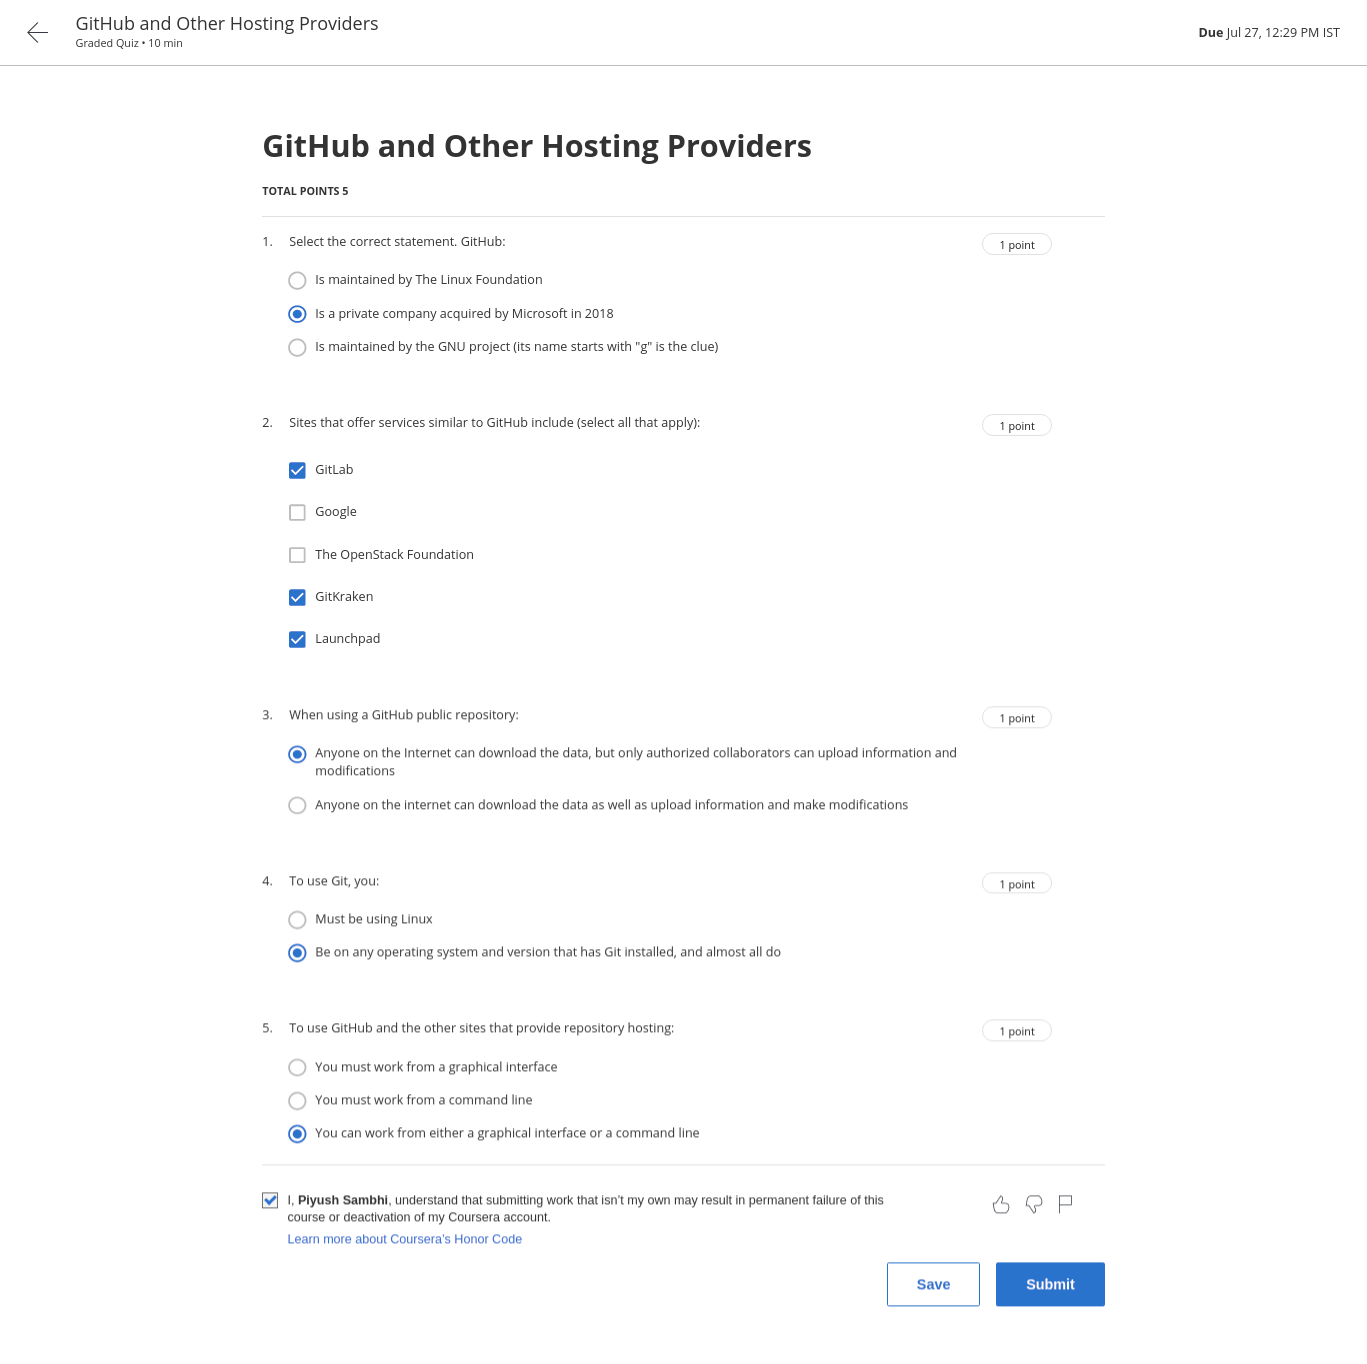 GitHub and Other Hosting Providers
Graded Quiz • 10 min
Due Jul 27, 12:29 PM IST
GitHub and Other Hosting Providers
TOTAL POINTS 5
1. Select the correct statement. GitHub:
1 point
Is maintained by The Linux Foundation
Is a private company acquired by Microsoft in 2018
Is maintained by the GNU project (its name starts with "g" is the clue)
2. Sites that offer services similar to GitHub include (select all that apply):
1 point
GitLab
Google
The OpenStack Foundation
GitKraken
Launchpad
3. When using a GitHub public repository:
1 point
Anyone on the Internet can download the data, but only authorized collaborators can upload information and
modifications
Anyone on the internet can download the data as well as upload information and make modifications
4. To use Git, you:
1 point
Must be using Linux
Be on any operating system and version that has Git installed, and almost all do
5. To use GitHub and the other sites that provide repository hosting:
1 point
You must work from a graphical interface
You must work from a command line
You can work from either a graphical interface or a command line
I, Piyush Sambhi, understand that submitting work that isn't my own may result in permanent failure of this
course or deactivation of my Coursera account.
Learn more about Coursera's Honor Code
Save
Submit